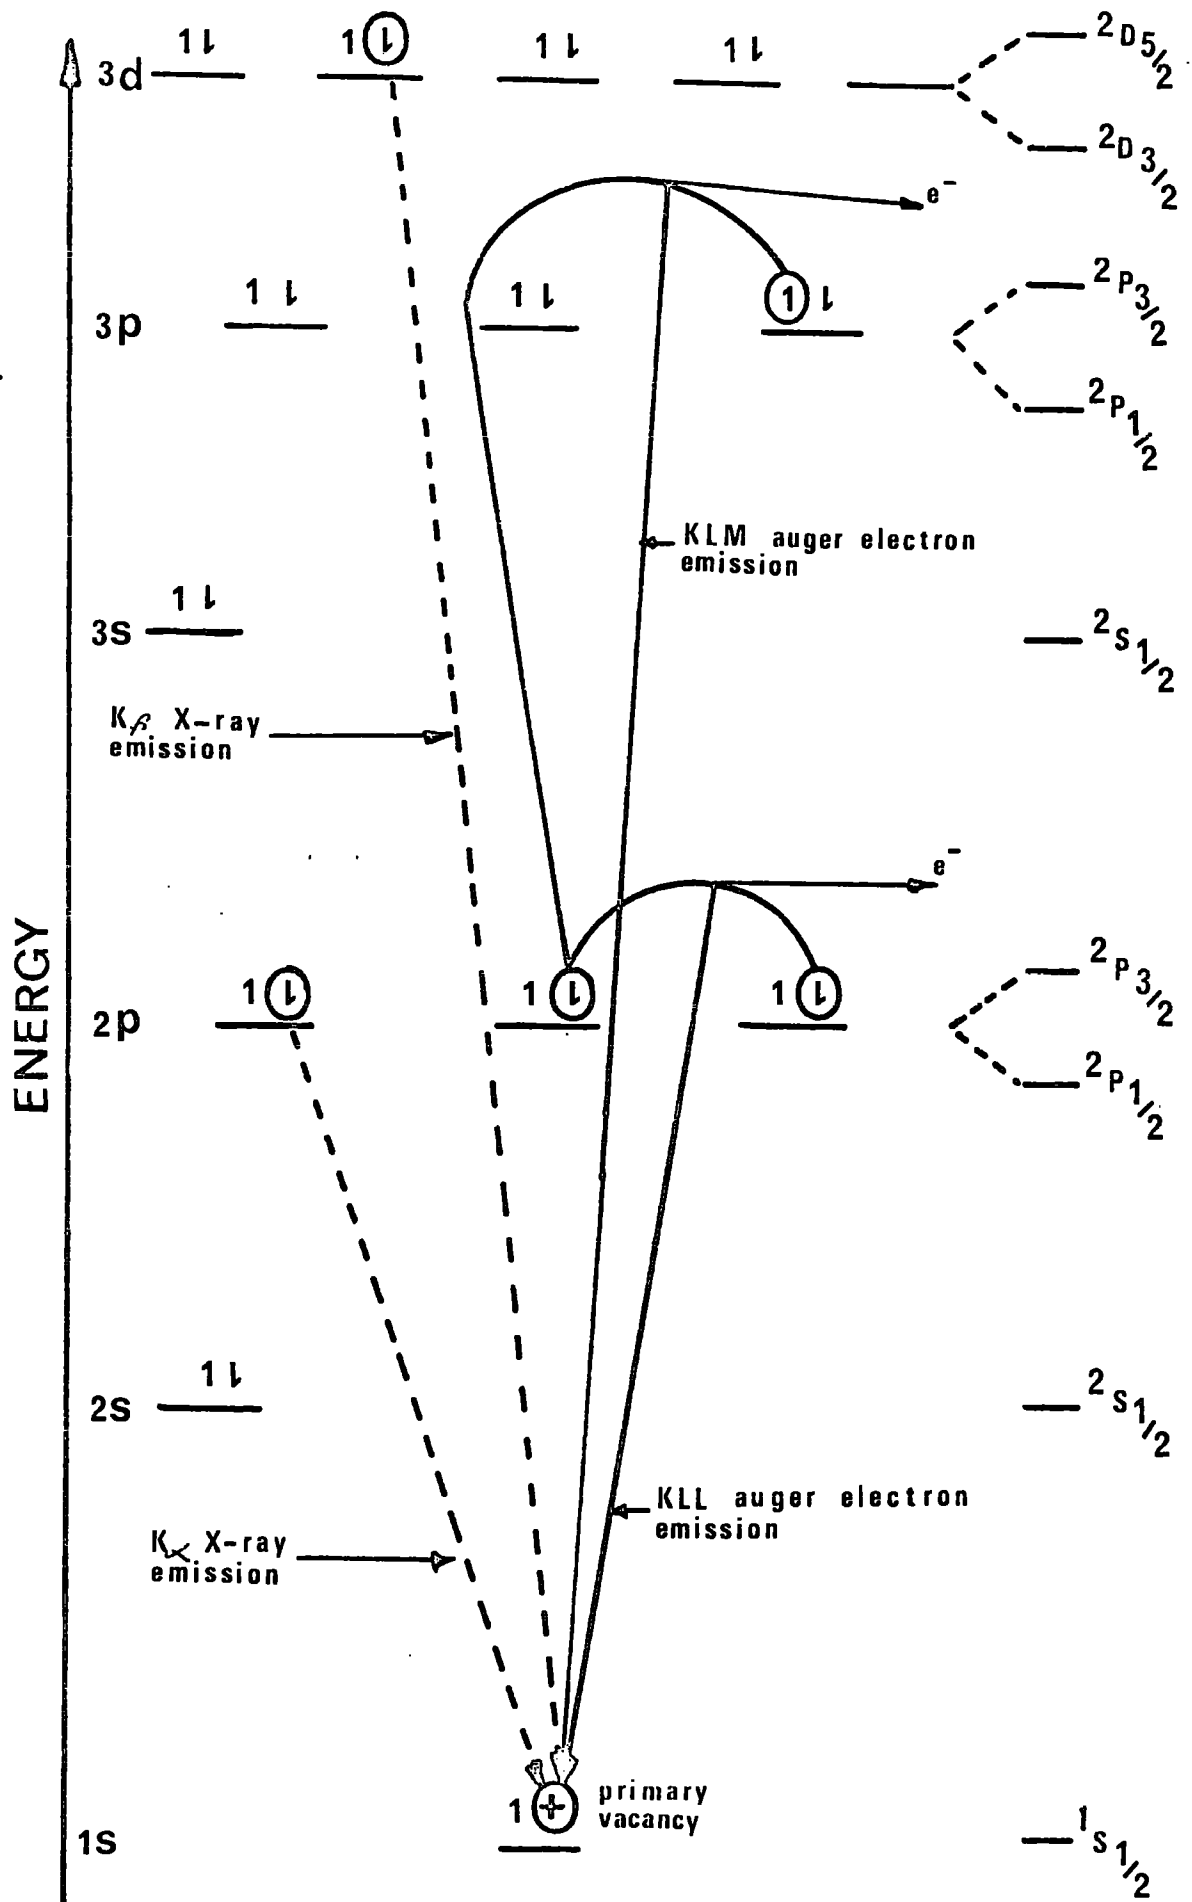 3d 1⇂ 1⇂ 1⇂ 1⇂ ²D5/2
²D3/2
e⁻
3p 1⇂ 1⇂ 1⇂ ²P3/2
²P1/2
KLM auger electron
emission
3s 1⇂ ²S1/2
Kβ X-ray
emission
e⁻
2p 1⇂ 1⇂ 1⇂ ²P3/2
²P1/2
ENERGY
2s 1⇂ ²S1/2
KLL auger electron
emission
Kα X-ray
emission
1s 1+ primary
vacancy
¹S1/2